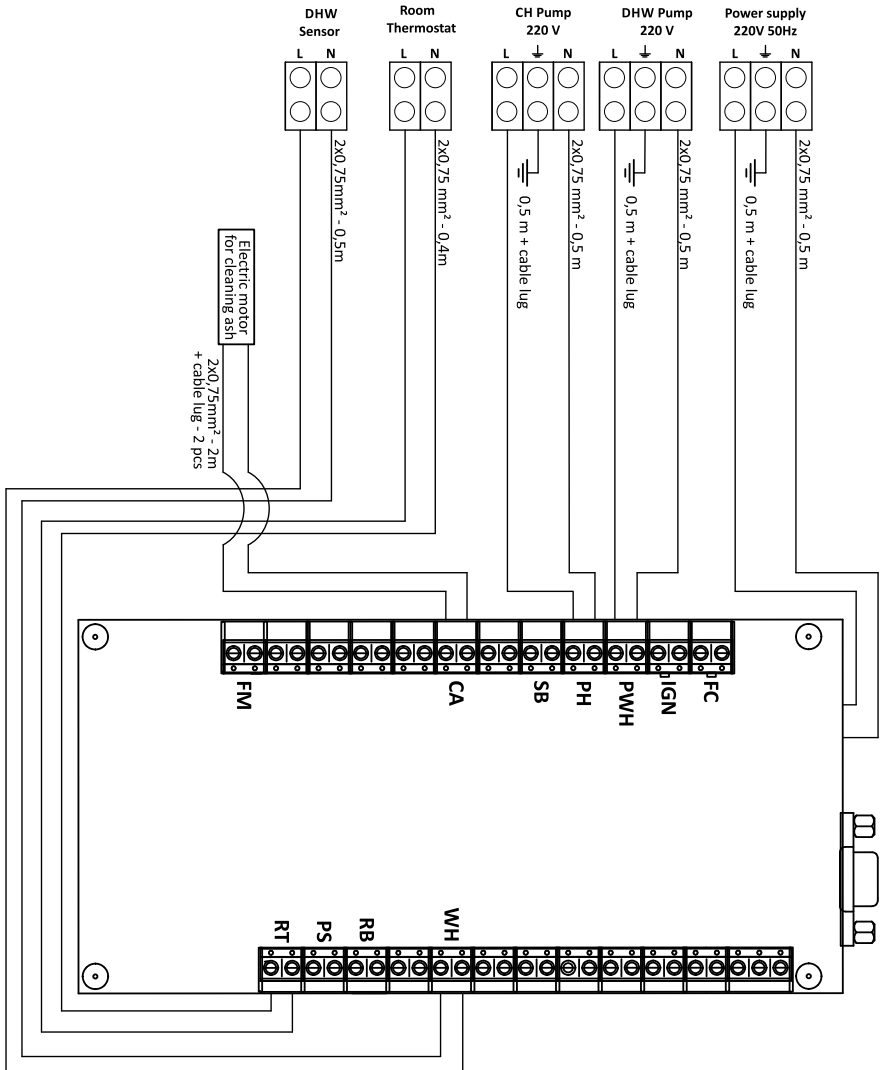 DHW
Sensor
L N
Room
Thermostat
L N
CH Pump
220 V
L N
DHW Pump
220 V
L N
Power supply
220V 50Hz
L N
2x0,75mm² - 0,5m
2x0,75 mm² - 0,4m
2x0,75 mm² - 0,5 m
0,5 m + cable lug
2x0,75 mm² - 0,5 m
0,5 m + cable lug
2x0,75 mm² - 0,5 m
0,5 m + cable lug
Electric motor
for cleaning ash
2x0,75mm² - 2m
+ cable lug - 2 pcs
FM
CA
SB
PH
PWH
IGN
FC
RT
PS
RB
WH